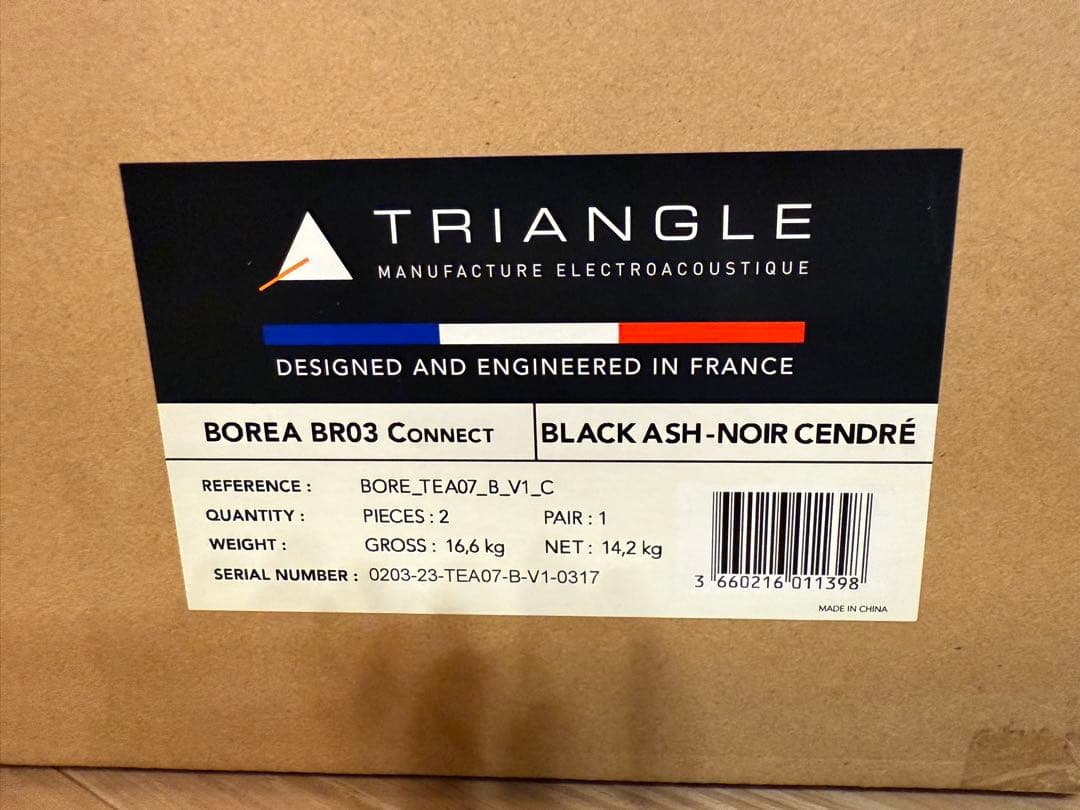 TRIANGLE
MANUFACTURE ELECTROACOUSTIQUE
DESIGNED AND ENGINEERED IN FRANCE
BOREA BR03 CONNECT
BLACK ASH-NOIR CENDRÉ
REFERENCE : BORE_TEA07_B_V1_C
QUANTITY : PIECES : 2 PAIR : 1
WEIGHT : GROSS : 16,6 kg NET : 14,2 kg
SERIAL NUMBER : 0203-23-TEA07-B-V1-0317
3 660216 011398
MADE IN CHINA